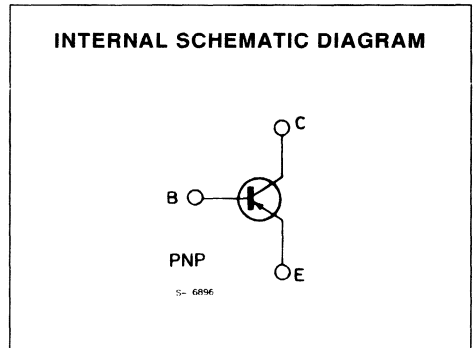 INTERNAL SCHEMATIC DIAGRAM
C
B
PNP
E
S- 6896